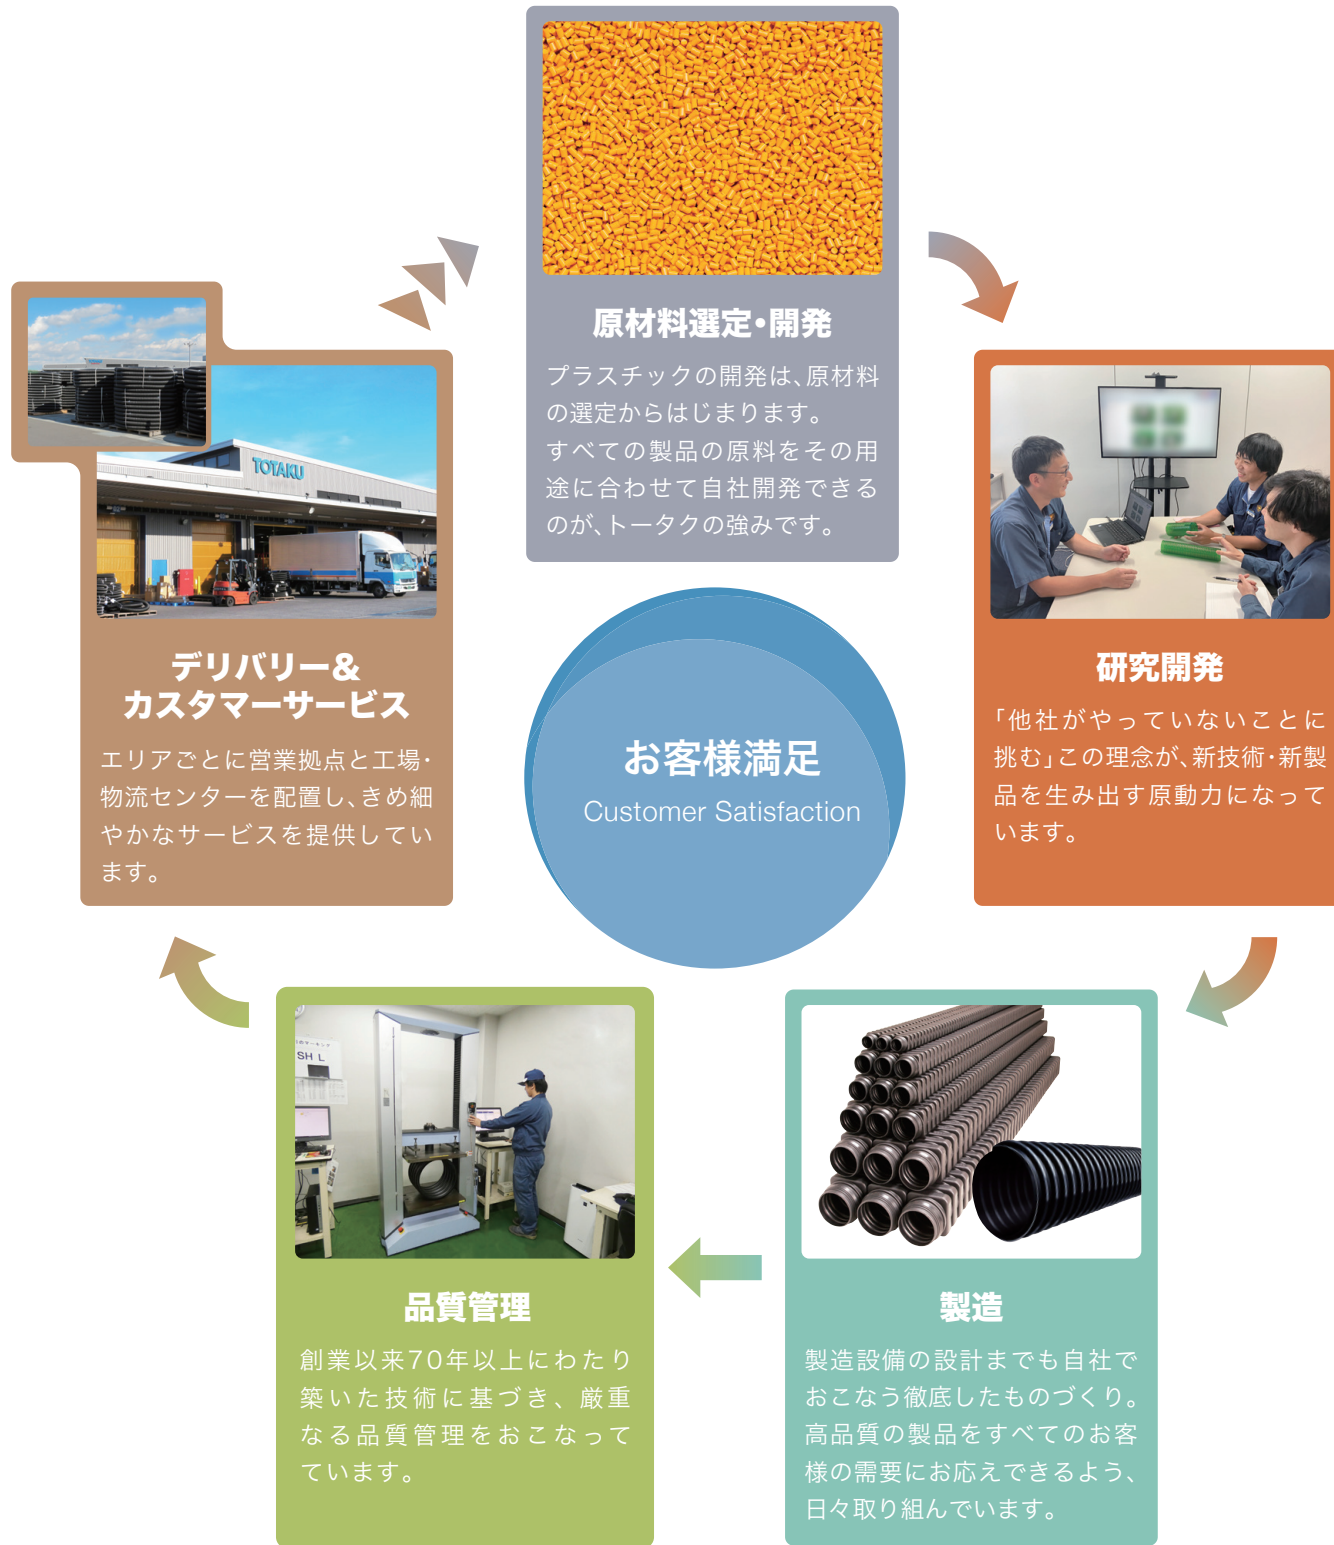 原材料選定・開発
プラスチックの開発は、原材料
の選定からはじまります。
すべての製品の原料をその用
途に合わせて自社開発できる
のが、トータクの強みです。
研究開発
「他社がやっていないことに
挑む」この理念が、新技術・新製
品を生み出す原動力になって
います。
製造
製造設備の設計までも自社で
おこなう徹底したものづくり。
高品質の製品をすべてのお客
様の需要にお応えできるよう、
日々取り組んでいます。
SH L
品質管理
創業以来70年以上にわたり
築いた技術に基づき、厳重
なる品質管理をおこなって
ています。
TOTAKU
デリバリー&
カスタマーサービス
エリアごとに営業拠点と工場・
物流センターを配置し、きめ細
やかなサービスを提供してい
ます。
お客様満足
Customer Satisfaction